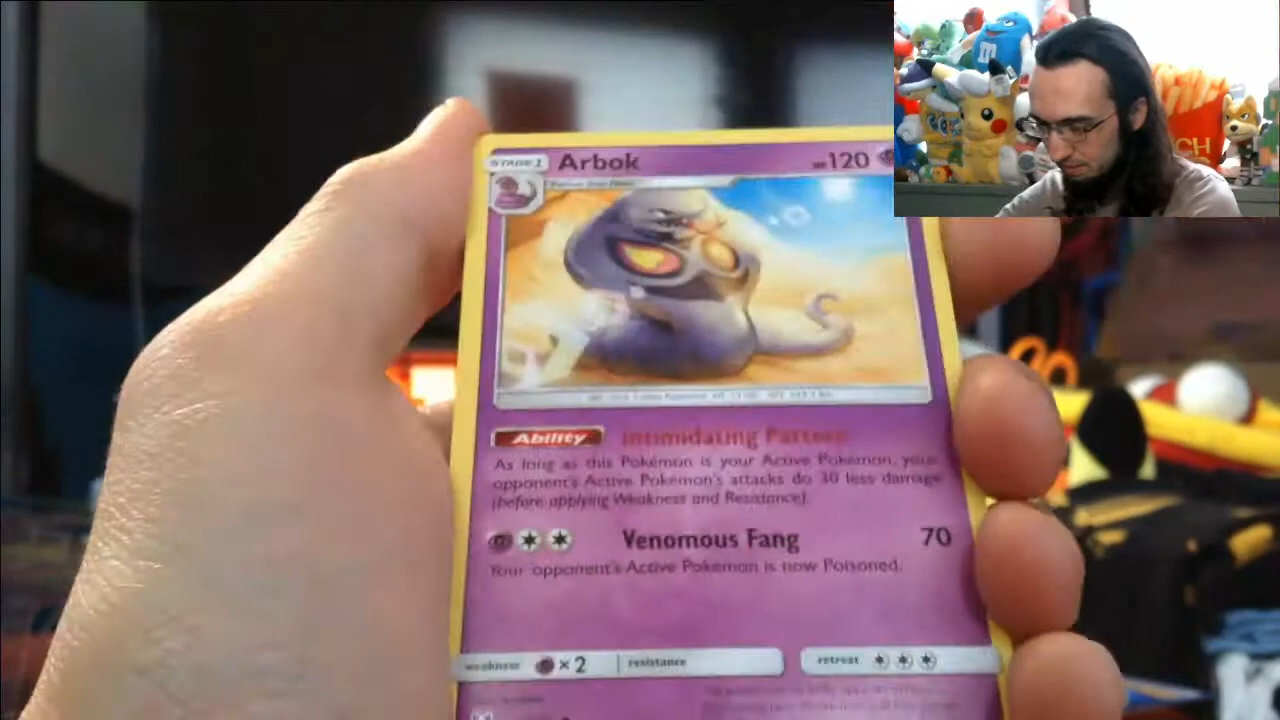 STAGE 1 Arbok HP 120
Ability Intimidating Pattern
As long as this Pokémon is your Active Pokémon, your
opponent's Active Pokémon's attacks do 30 less damage
(before applying Weakness and Resistance).
Venomous Fang 70
Your opponent's Active Pokémon is now Poisoned.
weakness ×2 resistance retreat
m
CH